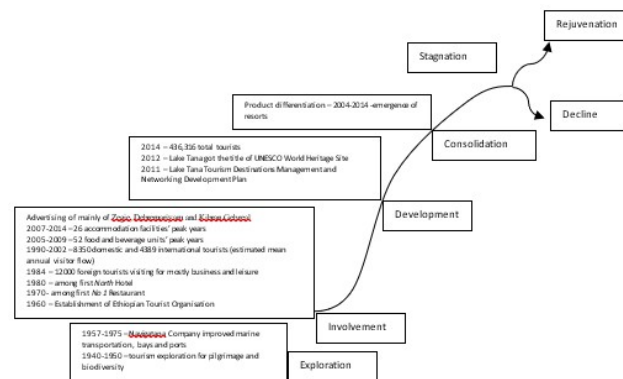 Rejuvenation
Stagnation
Product differentiation – 2004-2014 -emergence of
resorts
Decline
Consolidation
2014 – 436,316 total tourists
2012 – Lake Tana got the title of UNESCO World Heritage Site
2011 – Lake Tana Tourism Destinations Management and
Networking Development Plan
Development
Advertising of mainly of Zegie, and
2007-2014 – 26 accommodation facilities' peak years
2005-2009 – 52 food and beverage units' peak years
1990-2002 – 8350 domestic and 4389 international tourists (estimated mean
annual visitor flow)
1984 – 12000 foreign tourists visiting for mostly business and leisure
1980 – among first North Hotel
1970- among first No 1 Restaurant
1960 – Establishment of Ethiopian Tourist Organisation
Involvement
1957-1975 – Company improved marine
transportation, bays and ports
1940-1950 – tourism exploration for pilgrimage and
biodiversity
Exploration